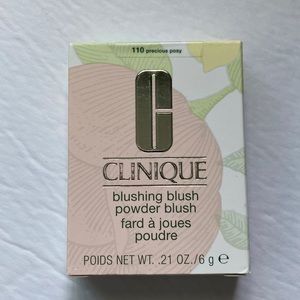 110 precious posy
CLINIQUE
blushing blush
powder blush
fard à joues
poudre
POIDS NET WT. .21 OZ./6 g ℮